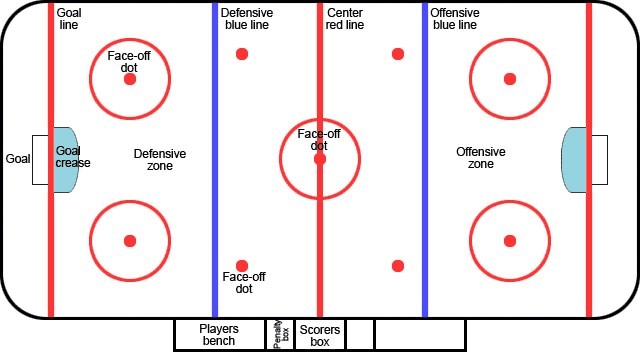 Goal
line
Defensive
blue line
Center
red line
Offensive
blue line
Face-off
dot
Face-off
dot
Goal
Goal
crease
Defensive
zone
Offensive
zone
Face-off
dot
Players
bench
Penalty
box
Scorers
box